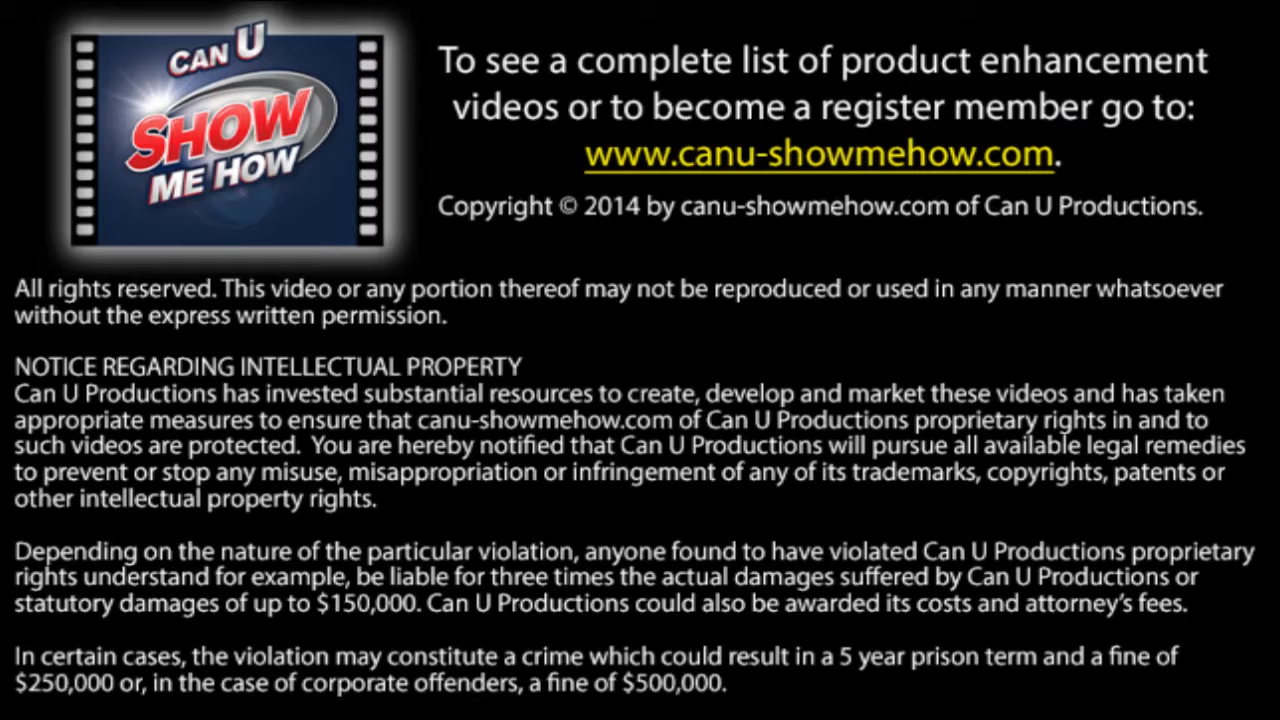 CAN U
SHOW
ME HOW
To see a complete list of product enhancement
videos or to become a register member go to:
www.canu-showmehow.com.
Copyright © 2014 by canu-showmehow.com of Can U Productions.
All rights reserved. This video or any portion thereof may not be reproduced or used in any manner whatsoever
without the express written permission.
NOTICE REGARDING INTELLECTUAL PROPERTY
Can U Productions has invested substantial resources to create, develop and market these videos and has taken
appropriate measures to ensure that canu-showmehow.com of Can U Productions proprietary rights in and to
such videos are protected.  You are hereby notified that Can U Productions will pursue all available legal remedies
to prevent or stop any misuse, misappropriation or infringement of any of its trademarks, copyrights, patents or
other intellectual property rights.
Depending on the nature of the particular violation, anyone found to have violated Can U Productions proprietary
rights understand for example, be liable for three times the actual damages suffered by Can U Productions or
statutory damages of up to $150,000. Can U Productions could also be awarded its costs and attorney's fees.
In certain cases, the violation may constitute a crime which could result in a 5 year prison term and a fine of
$250,000 or, in the case of corporate offenders, a fine of $500,000.